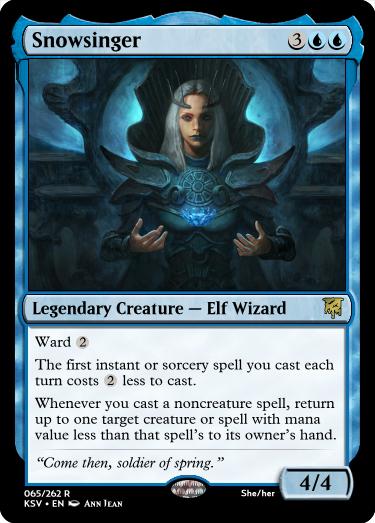 Snowsinger 3
Legendary Creature — Elf Wizard
Ward 2
The first instant or sorcery spell you cast each
turn costs 2 less to cast.
Whenever you cast a noncreature spell, return
up to one target creature or spell with mana
value less than that spell's to its owner's hand.
“Come then, soldier of spring.”
4/4
065/262 R
She/her
KSV • EN Ann Jean